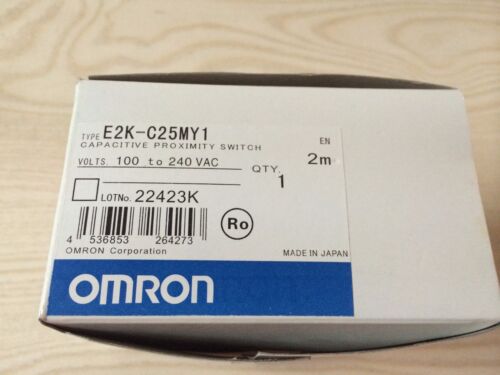 TYPE E2K-C25MY1
CAPACITIVE PROXIMITY SWITCH EN
VOLTS. 100 to 240 VAC 2m
QTY.
1
LOTNo. 22423K
Ro
4 536853 264273
OMRON Corporation MADE IN JAPAN
OMRON